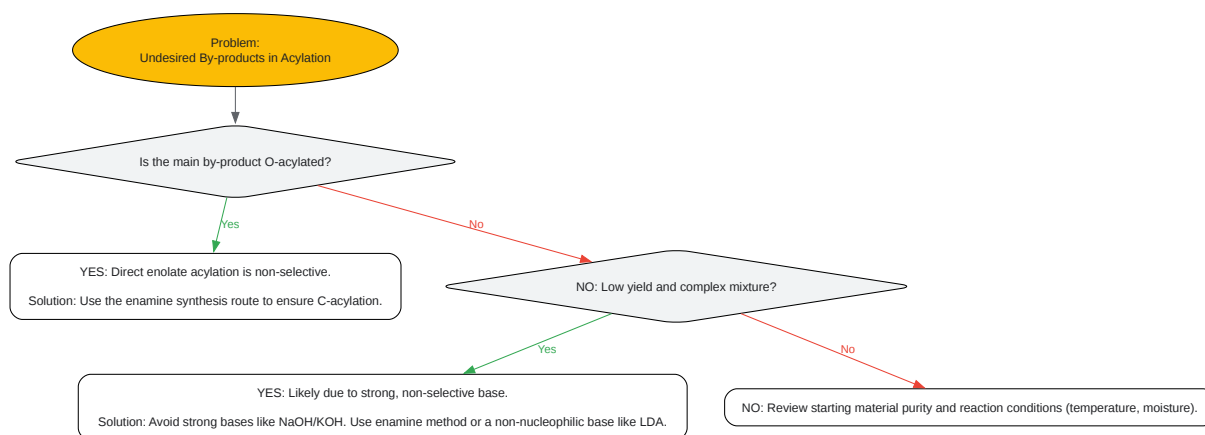 Problem:
Undesired By-products in Acylation
Is the main by-product O-acylated?
Yes
No
YES: Direct enolate acylation is non-selective.
Solution: Use the enamine synthesis route to ensure C-acylation.
NO: Low yield and complex mixture?
Yes
No
YES: Likely due to strong, non-selective base.
Solution: Avoid strong bases like NaOH/KOH. Use enamine method or a non-nucleophilic base like LDA.
NO: Review starting material purity and reaction conditions (temperature, moisture).